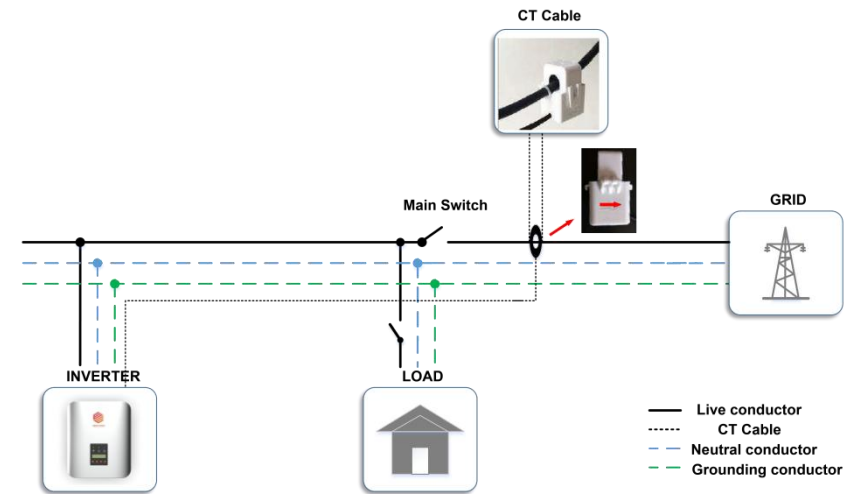 CT Cable
GRID
Main Switch
INVERTER
LOAD
Live conductor
CT Cable
Neutral conductor
Grounding conductor